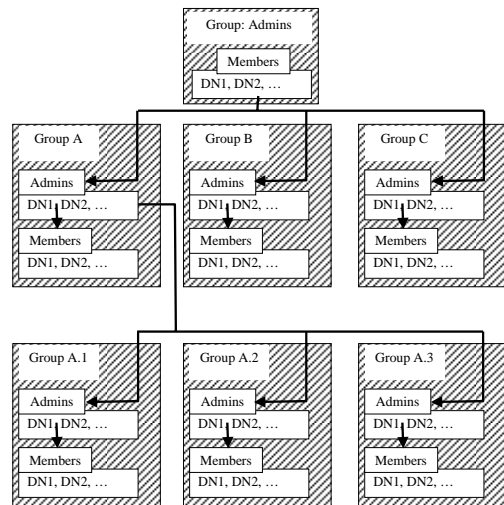 Group: Admins
Members
DN1, DN2, …
Group A
Admins
DN1, DN2, …
Members
DN1, DN2, …
Group B
Admins
DN1, DN2, …
Members
DN1, DN2, …
Group C
Admins
DN1, DN2, …
Members
DN1, DN2, …
Group A.1
Admins
DN1, DN2, …
Members
DN1, DN2, …
Group A.2
Admins
DN1, DN2, …
Members
DN1, DN2, …
Group A.3
Admins
DN1, DN2, …
Members
DN1, DN2, …